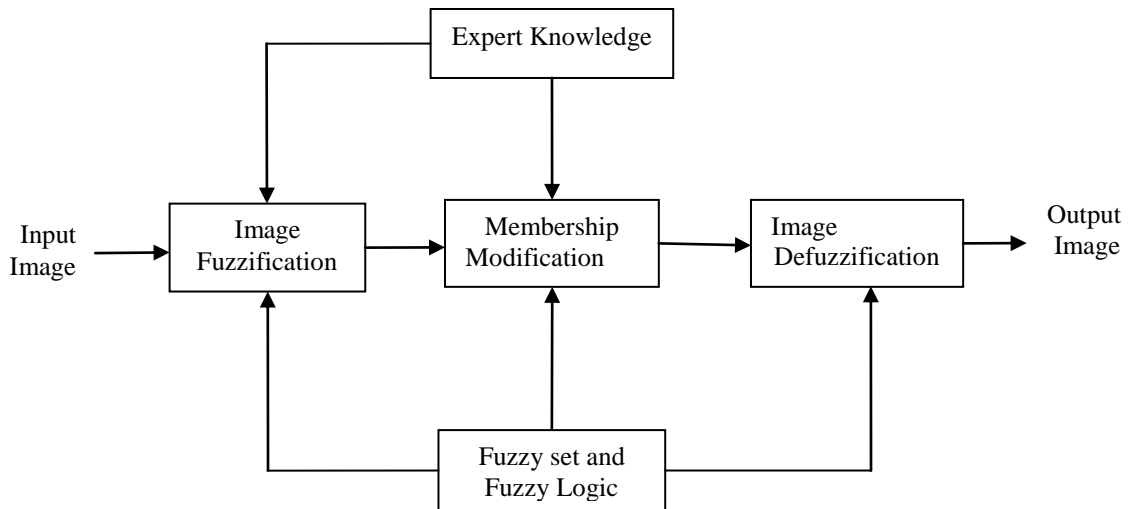 Expert Knowledge
Input
Image
Image
Fuzzification
Membership
Modification
Image
Defuzzification
Output
Image
Fuzzy set and
Fuzzy Logic